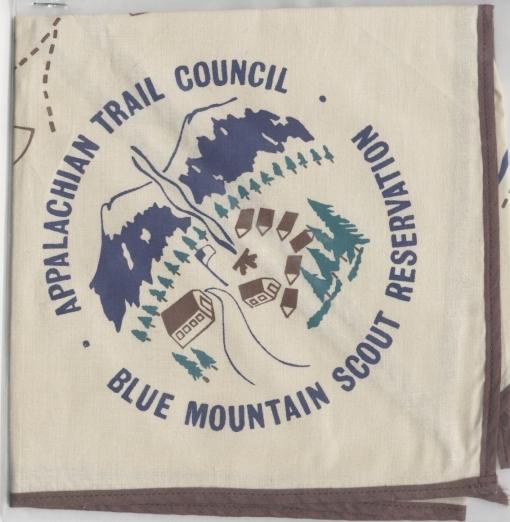 APPALACHIAN TRAIL COUNCIL
BLUE MOUNTAIN SCOUT RESERVATION